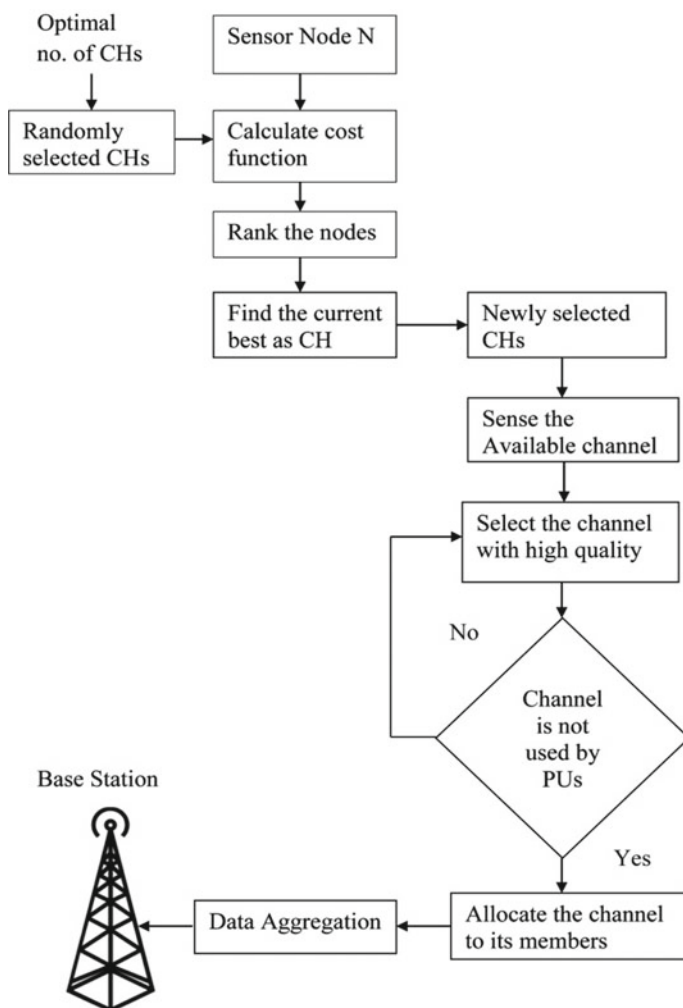 Optimal
no. of CHs
Sensor Node N
Randomly
selected CHs
Calculate cost
function
Rank the nodes
Find the current
best as CH
Newly selected
CHs
Sense the
Available channel
Select the channel
with high quality
No
Channel
is not
used by
PUs
Yes
Base Station
Allocate the channel
to its members
Data Aggregation